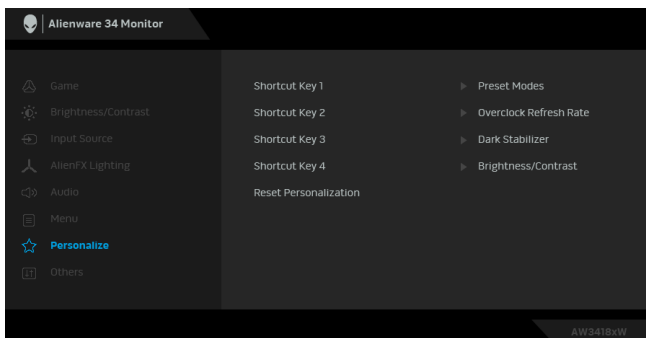 Alienware 34 Monitor
Game
Shortcut Key 1 Preset Modes
Brightness/Contrast
Shortcut Key 2 Overclock Refresh Rate
Input Source
Shortcut Key 3 Dark Stabilizer
AlienFX Lighting
Shortcut Key 4 Brightness/Contrast
Audio
Reset Personalization
Menu
Personalize
Others
AW3418xW